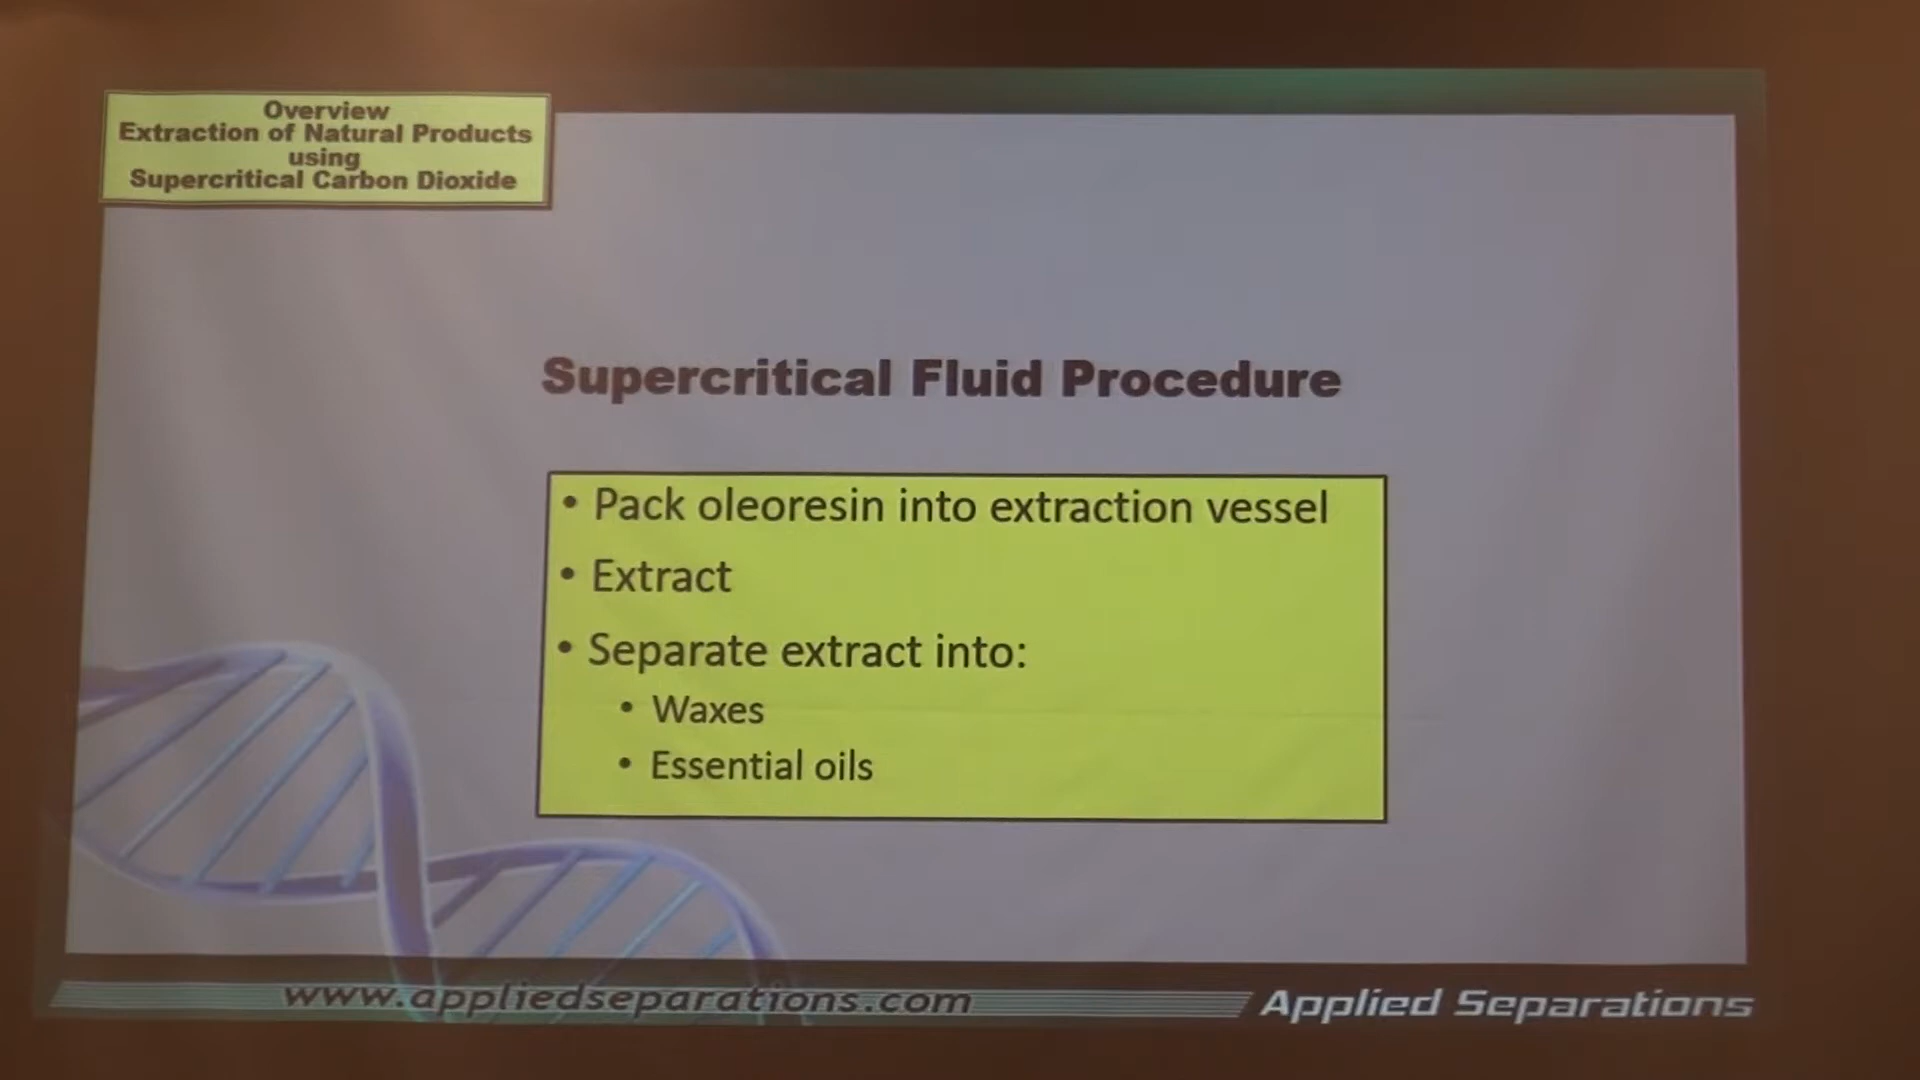 Overview
Extraction of Natural Products
using
Supercritical Carbon Dioxide
Supercritical Fluid Procedure
• Pack oleoresin into extraction vessel
• Extract
• Separate extract into:
• Waxes
• Essential oils
www.appliedseparations.com
Applied Separations